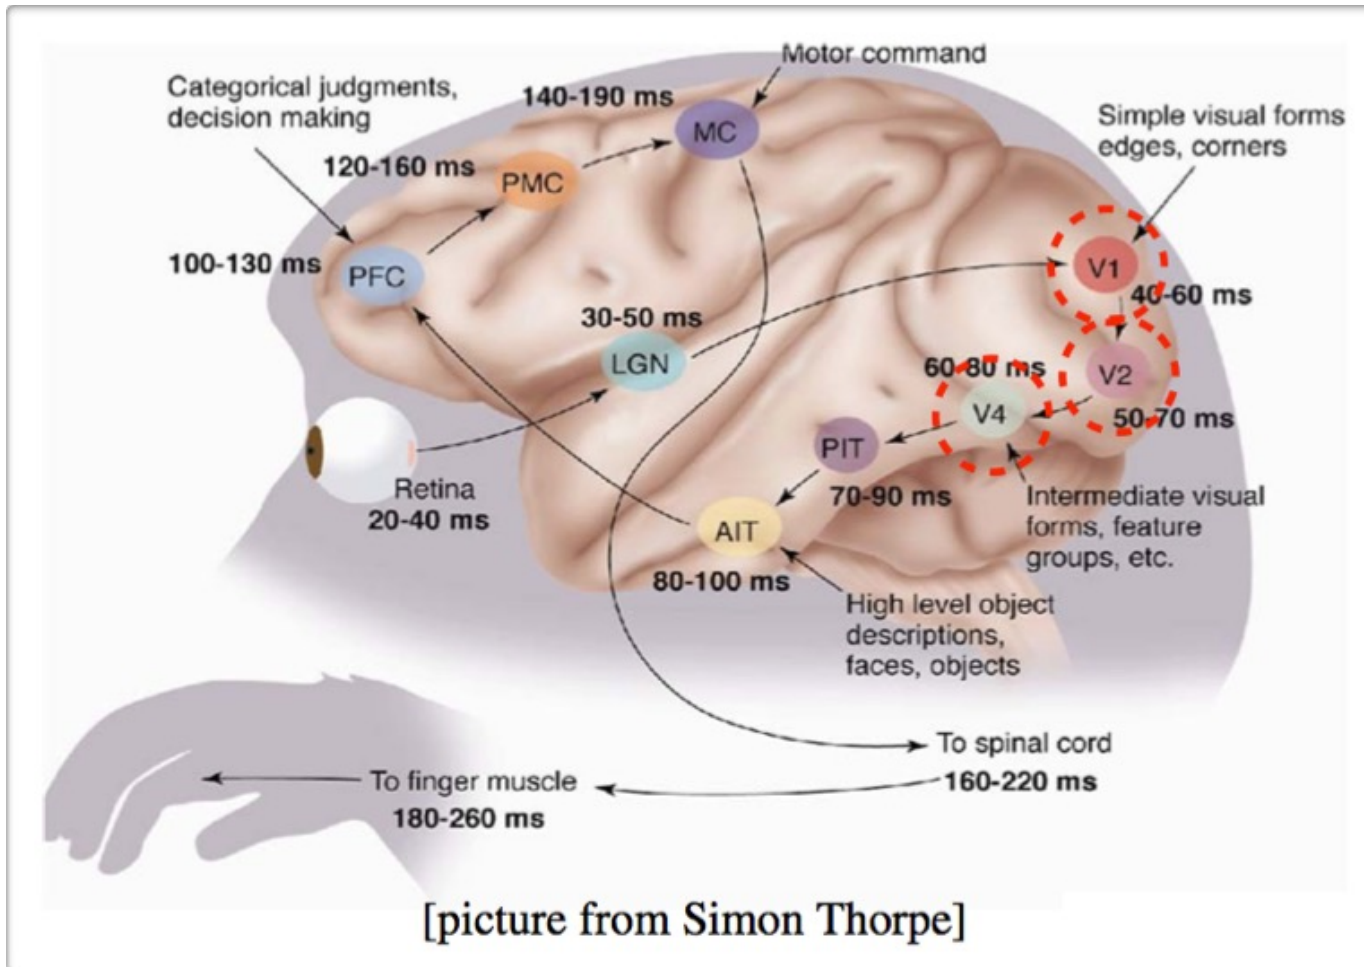 Motor command
Categorical judgments,
decision making
140-190 ms
MC
Simple visual forms
edges, corners
120-160 ms
PMC
100-130 ms
PFC
V1
40-60 ms
30-50 ms
LGN
60-80 ms
V2
V4
50-70 ms
PIT
70-90 ms
Retina
20-40 ms
Intermediate visual
forms, feature
groups, etc.
AIT
80-100 ms
High level object
descriptions,
faces, objects
To spinal cord
160-220 ms
To finger muscle
180-260 ms
[picture from Simon Thorpe]